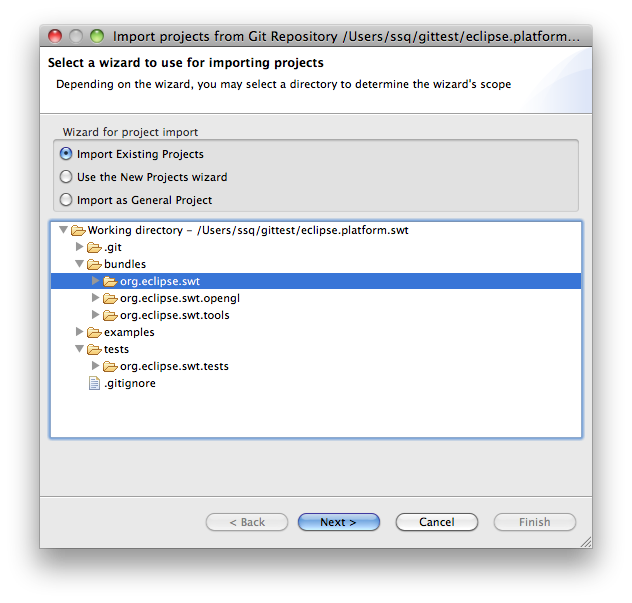 Import projects from Git Repository /Users/ssq/gittest/eclipse.platform...
Select a wizard to use for importing projects
Depending on the wizard, you may select a directory to determine the wizard's scope
Wizard for project import
Import Existing Projects
Use the New Projects wizard
Import as General Project
Working directory - /Users/ssq/gittest/eclipse.platform.swt
.git
bundles
org.eclipse.swt
org.eclipse.swt.opengl
org.eclipse.swt.tools
examples
tests
org.eclipse.swt.tests
.gitignore
< Back Next > Cancel Finish